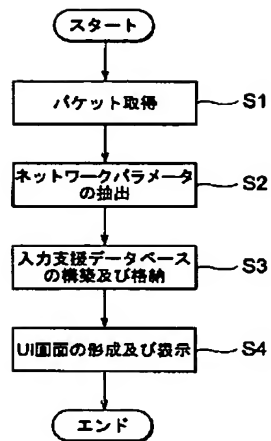 スタート
パケット取得
S1
ネットワークパラメータ
の抽出
S2
入力支援データベース
の構築及び格納
S3
UI画面の形成及び表示
S4
エンド